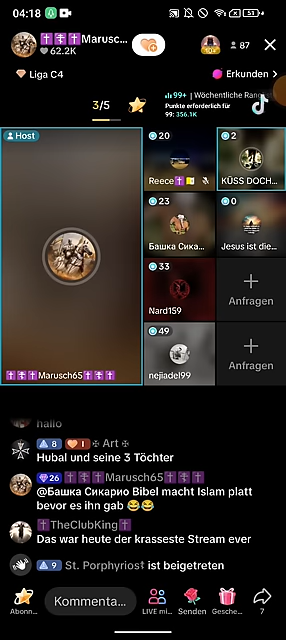 04:18
51
✝️☦️✝️Marusc...
62.2K
87
Liga C4
Erkunden >
3/5
99+ | Wöchentliche Rang
Punkte erforderlich für
99: 356.1K
Host
20
2
Reece✝️
KÜSS DOCH...
23
0
Башка Сика...
Jesus ist die...
33
Nard159
Anfragen
49
nejiadel99
Anfragen
✝️☦️✝️Marusch65✝️☦️✝️
hallo
8 1 ✠ Art ✠
Hubal und seine 3 Töchter
26 ✝️☦️✝️Marusch65✝️☦️✝️
@Башка Сикарио Bibel macht Islam platt
bevor es ihn gab 😂😂
✝️TheClubKing✝️
Das war heute der krasseste Stream ever
9 St. Porphyrios☦ ist beigetreten
Kommenta...
Abonn...
LIVE mi...
Senden
Gesche...
7